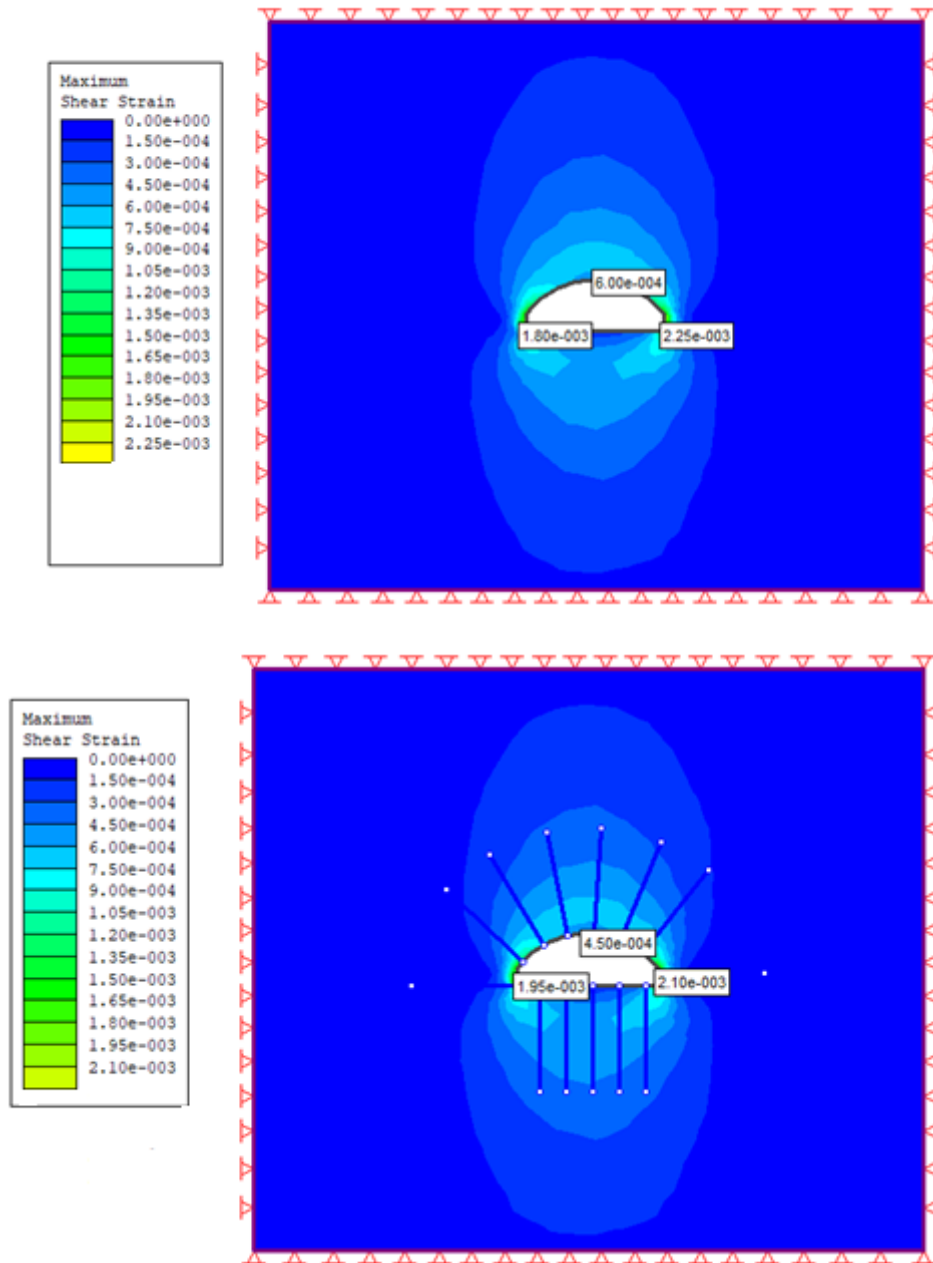 Maximum
Shear Strain
0.00e+000
1.50e-004
3.00e-004
4.50e-004
6.00e-004
7.50e-004
9.00e-004
1.05e-003
1.20e-003
1.35e-003
1.50e-003
1.65e-003
1.80e-003
1.95e-003
2.10e-003
2.25e-003
6.00e-004
1.80e-003
2.25e-003
Maximum
Shear Strain
0.00e+000
1.50e-004
3.00e-004
4.50e-004
6.00e-004
7.50e-004
9.00e-004
1.05e-003
1.20e-003
1.35e-003
1.50e-003
1.65e-003
1.80e-003
1.95e-003
2.10e-003
4.50e-004
1.95e-003
2.10e-003